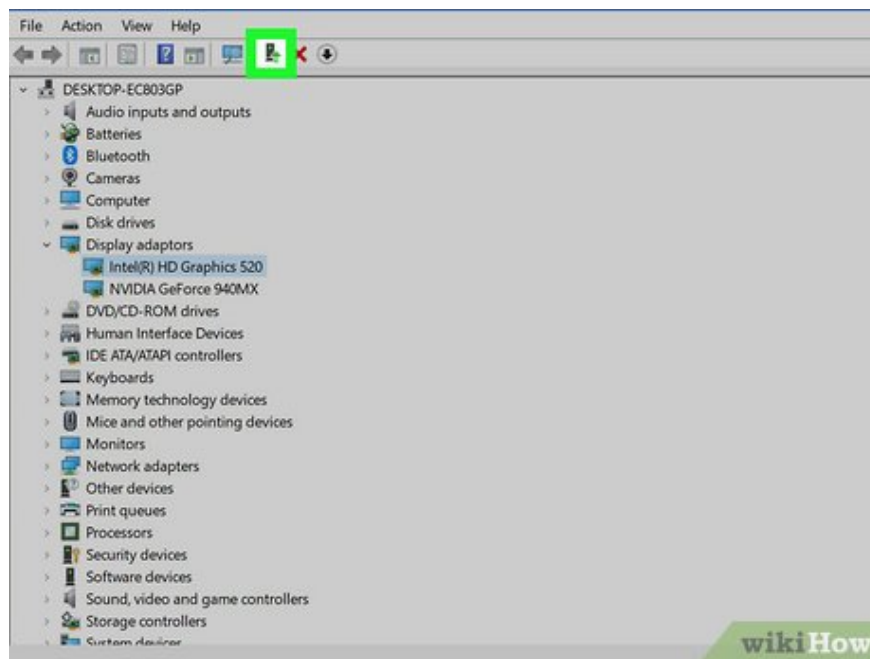 File Action View Help
DESKTOP-EC803GP
Audio inputs and outputs
Batteries
Bluetooth
Cameras
Computer
Disk drives
Display adaptors
Intel(R) HD Graphics 520
NVIDIA GeForce 940MX
DVD/CD-ROM drives
Human Interface Devices
IDE ATA/ATAPI controllers
Keyboards
Memory technology devices
Mice and other pointing devices
Monitors
Network adapters
Other devices
Print queues
Processors
Security devices
Software devices
Sound, video and game controllers
Storage controllers
System devices
wikiHow